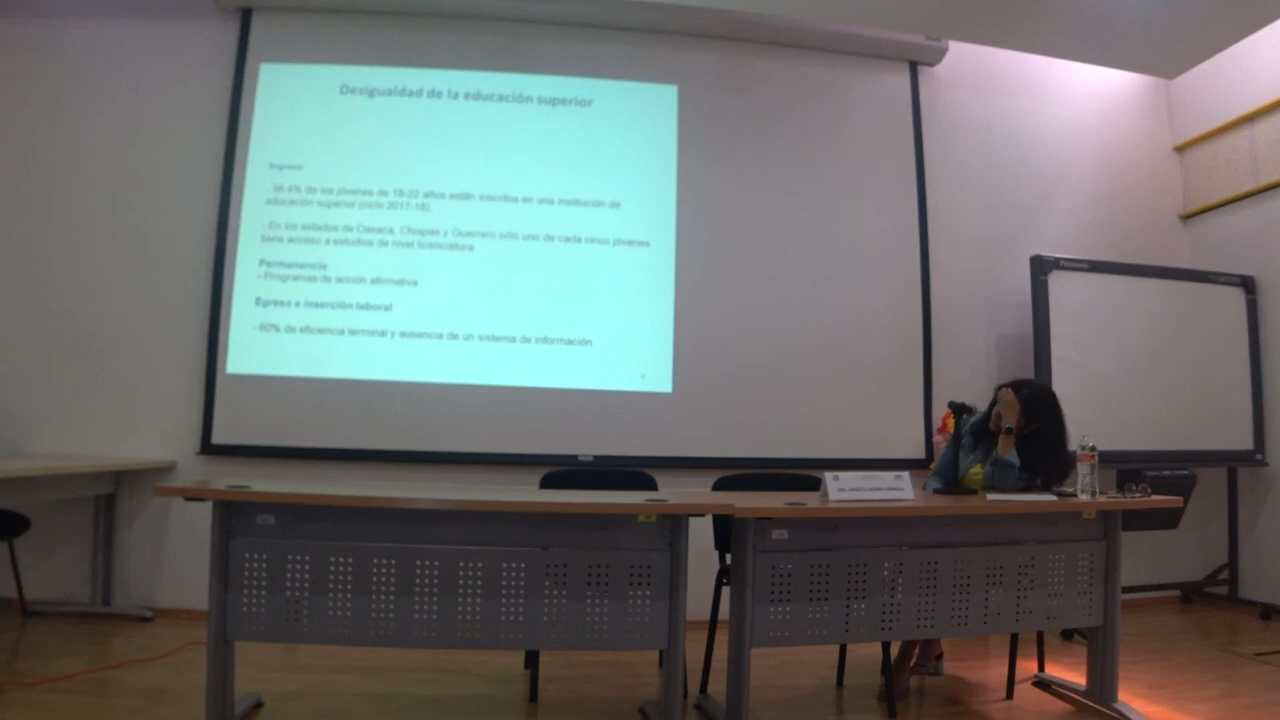 Desigualdad de la educación superior
Ingreso
- 38.4% de los jóvenes de 18-22 años están inscritos en una institución de
educación superior (ciclo 2017-18).
- En los estados de Oaxaca, Chiapas y Guerrero sólo uno de cada cinco jóvenes
tiene acceso a estudios de nivel licenciatura.
Permanencia
- Programas de acción afirmativa
Egreso e inserción laboral
- 60% de eficiencia terminal y ausencia de un sistema de información
Panasonic